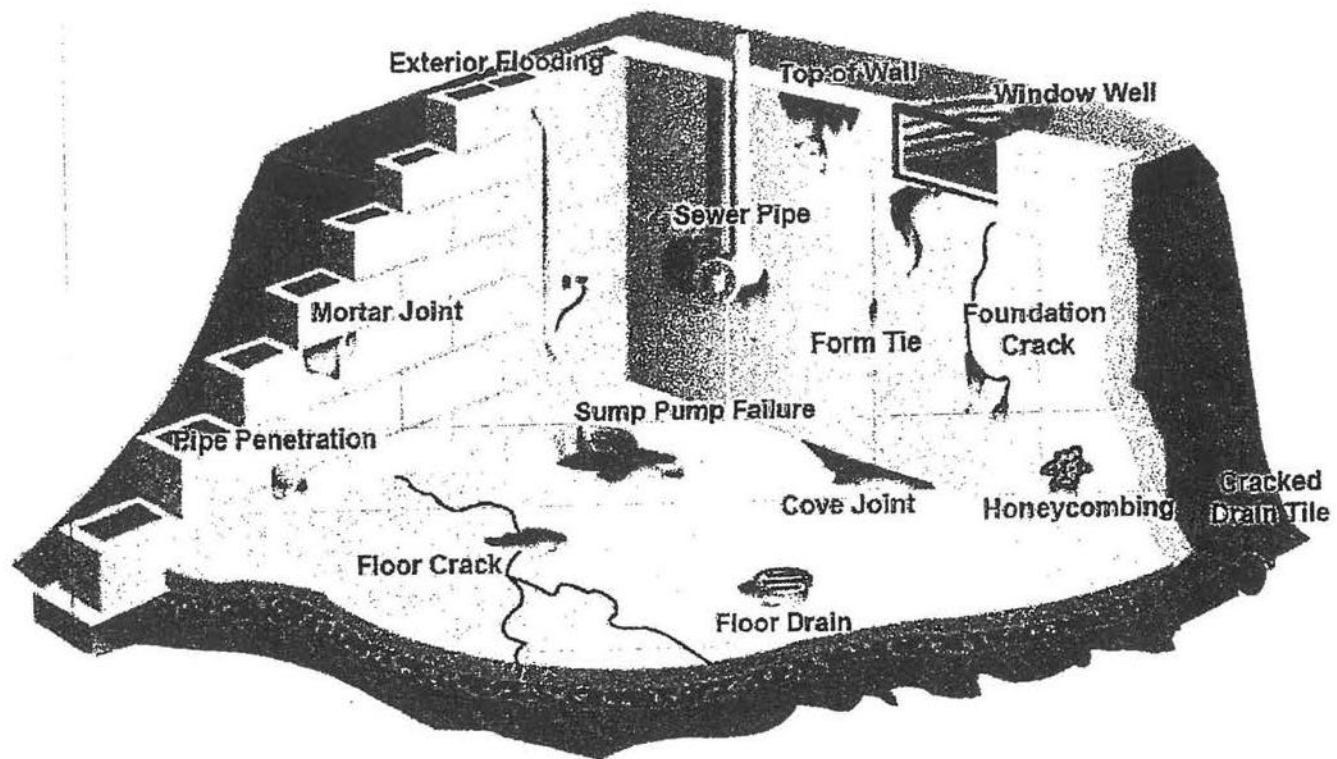 Exterior Flooding
Top of Wall
Window Well
Sewer Pipe
Mortar Joint
Form Tie
Foundation
Crack
Sump Pump Failure
Pipe Penetration
Cove Joint
Honeycombing
Cracked
Drain Tile
Floor Crack
Floor Drain